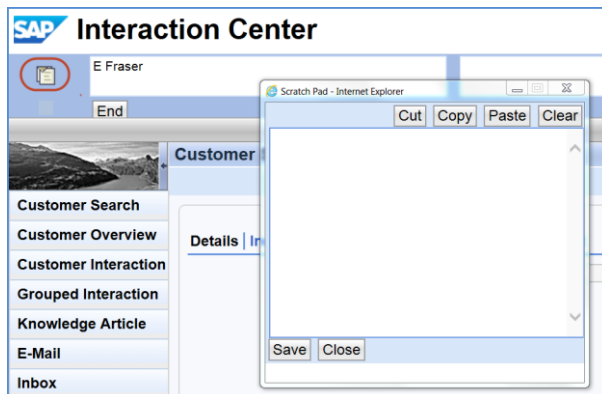 SAP Interaction Center
E Fraser
End
Scratch Pad - Internet Explorer
Cut Copy Paste Clear
Customer
Customer Search
Customer Overview
Details
Customer Interaction
Grouped Interaction
Knowledge Article
E-Mail
Inbox
Save Close